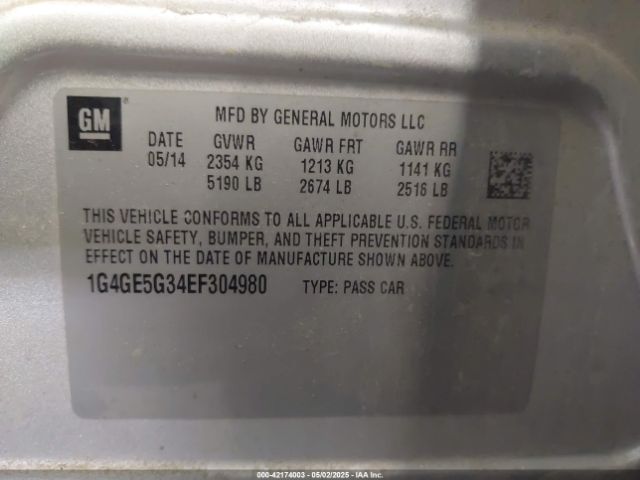 GM
MFD BY GENERAL MOTORS LLC
DATE GVWR GAWR FRT GAWR RR
05/14 2354 KG 1213 KG 1141 KG
5190 LB 2674 LB 2516 LB
THIS VEHICLE CONFORMS TO ALL APPLICABLE U.S. FEDERAL MOTOR
VEHICLE SAFETY, BUMPER, AND THEFT PREVENTION STANDARDS IN
EFFECT ON THE DATE OF MANUFACTURE SHOWN ABOVE.
1G4GE5G34EF304980 TYPE: PASS CAR
000-42174003 - 05/02/2025 - IAA Inc.